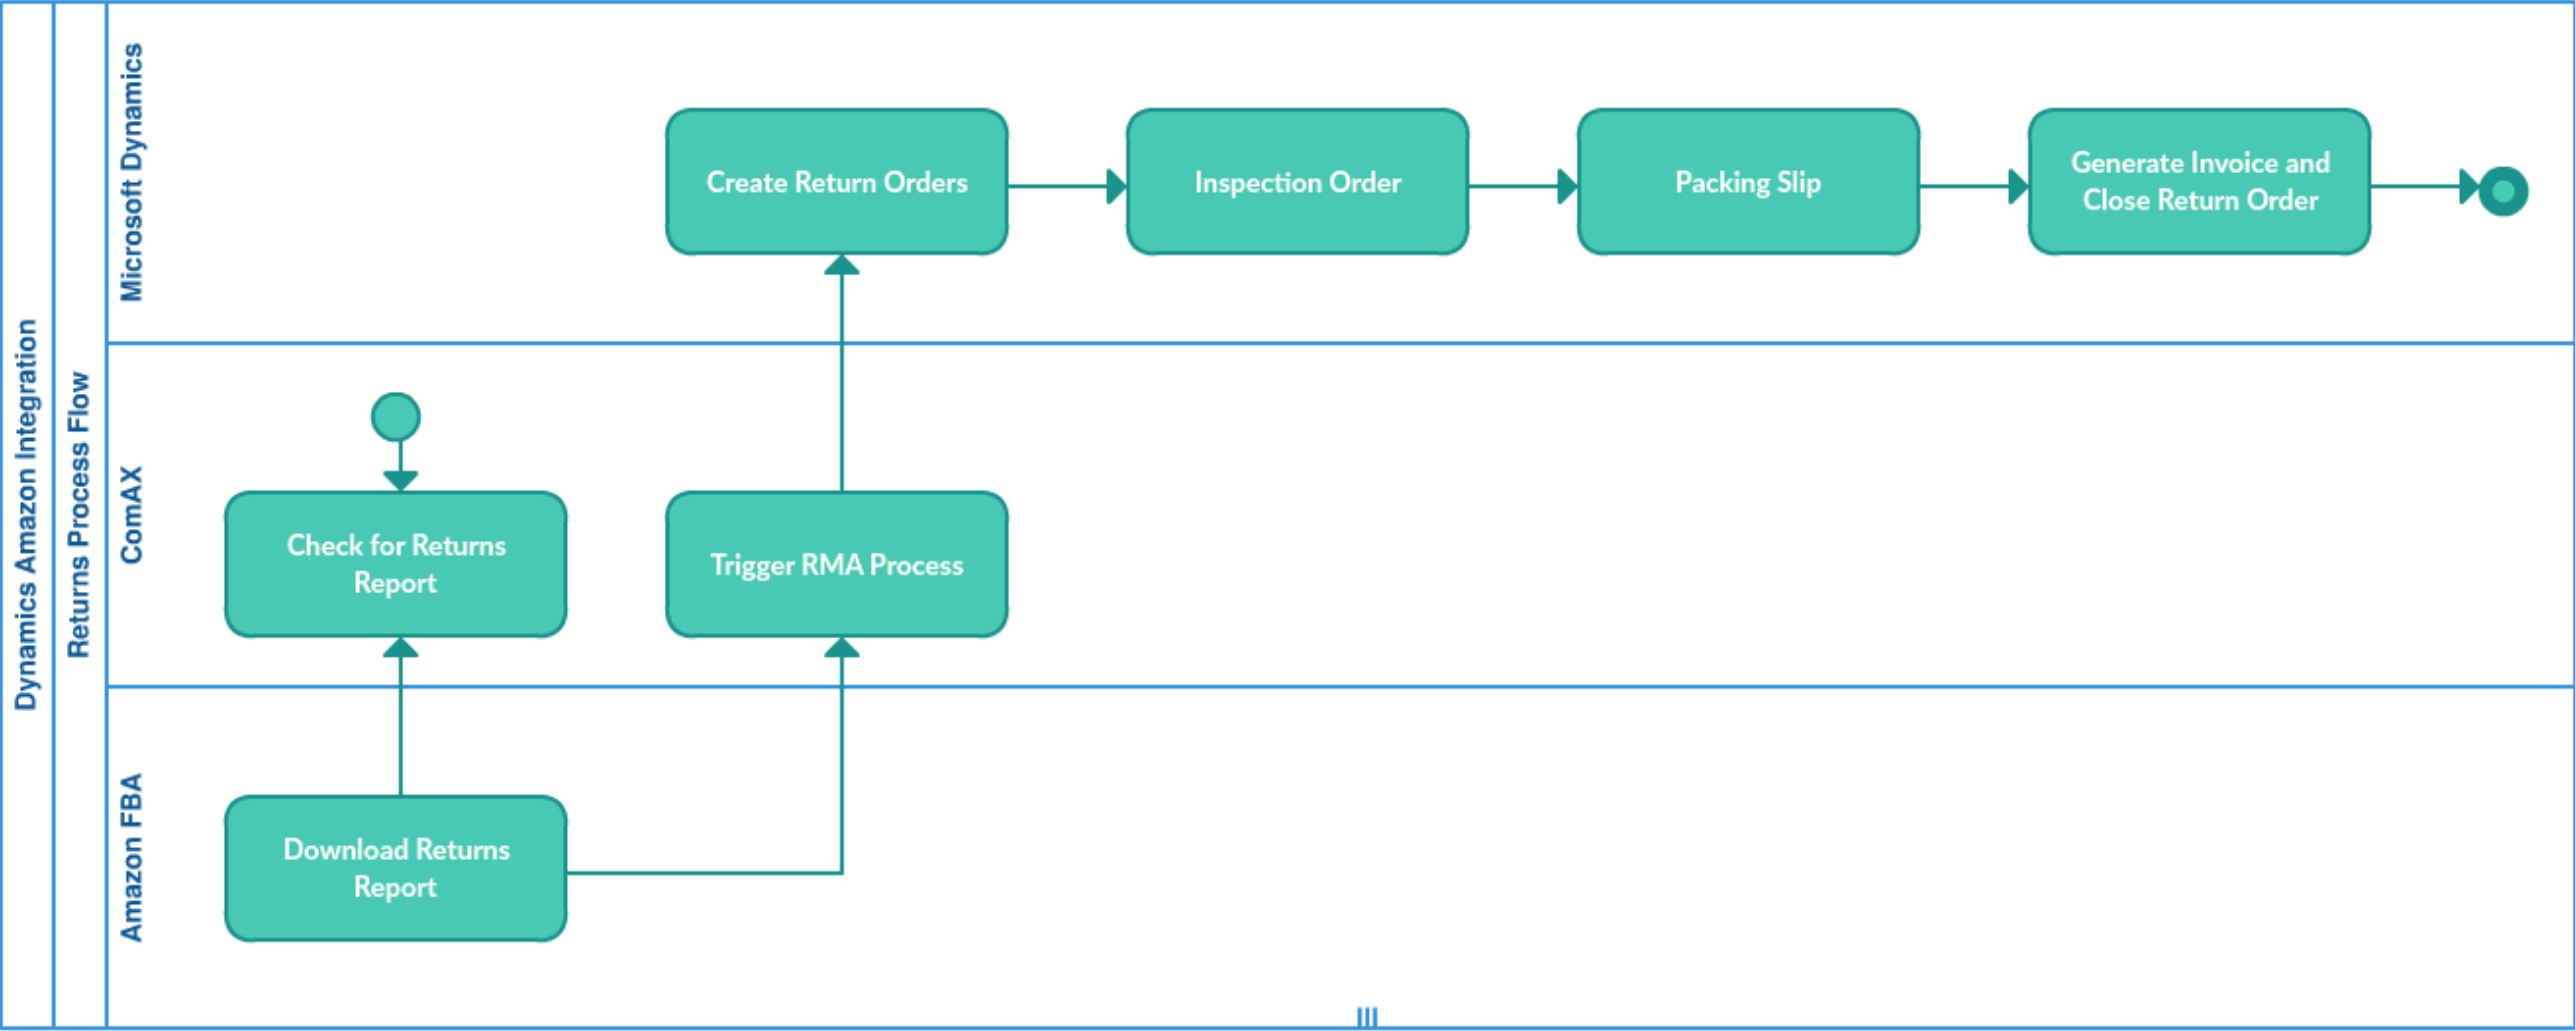 Dynamics Amazon Integration
Returns Process Flow
Microsoft Dynamics
Create Return Orders
Inspection Order
Packing Slip
Generate Invoice and
Close Return Order
ComAX
Check for Returns
Report
Trigger RMA Process
Amazon FBA
Download Returns
Report